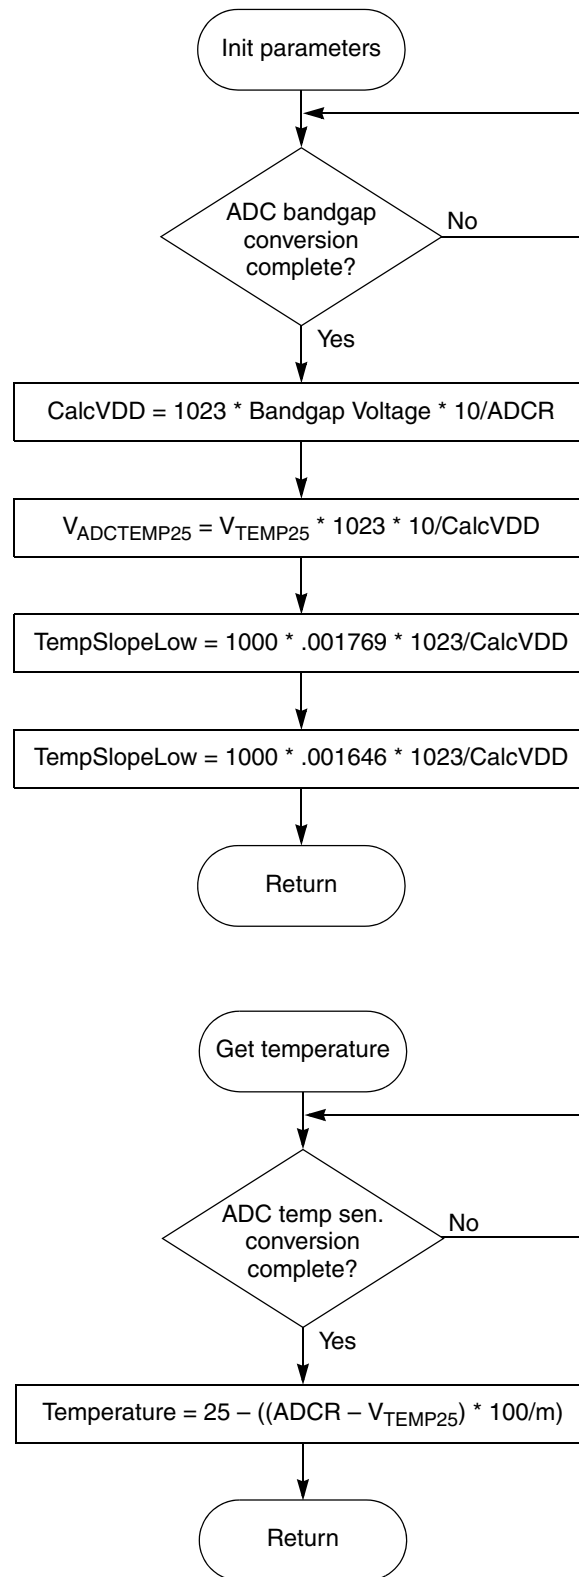 Init parameters
ADC bandgap
conversion
complete?
No
Yes
CalcVDD = 1023 * Bandgap Voltage * 10/ADCR
VADCTEMP25 = VTEMP25 * 1023 * 10/CalcVDD
TempSlopeLow = 1000 * .001769 * 1023/CalcVDD
TempSlopeLow = 1000 * .001646 * 1023/CalcVDD
Return
Get temperature
ADC temp sen.
conversion
complete?
No
Yes
Temperature = 25 – ((ADCR – VTEMP25) * 100/m)
Return